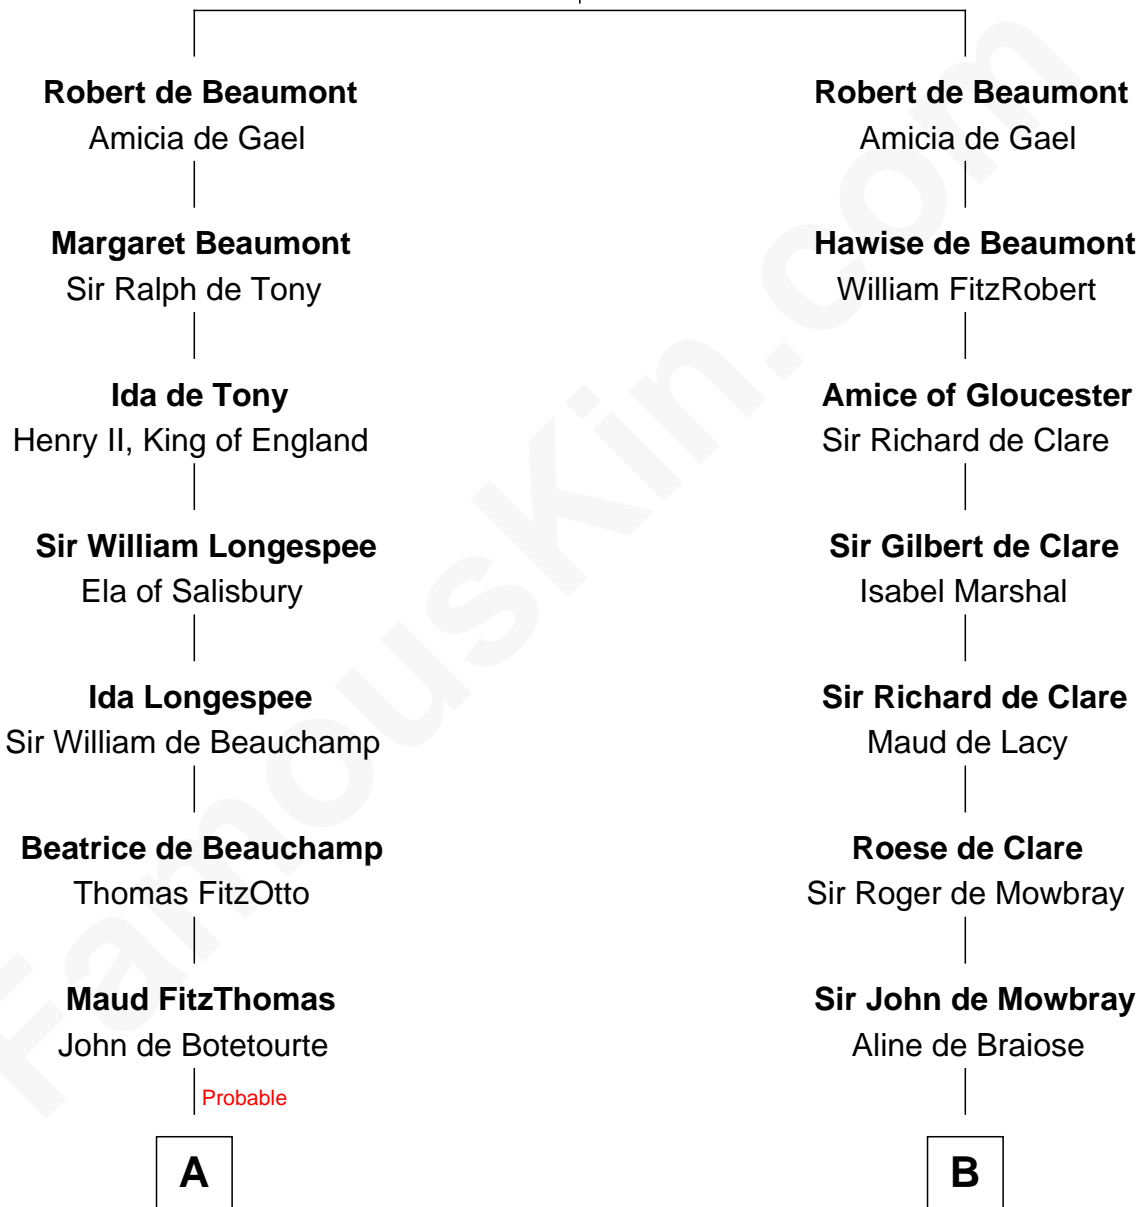 Robert de Beaumont
Amicia de Gael
Margaret Beaumont
Sir Ralph de Tony
Ida de Tony
Henry II, King of England
Sir William Longespee
Ela of Salisbury
Ida Longespee
Sir William de Beauchamp
Beatrice de Beauchamp
Thomas FitzOtto
Maud FitzThomas
John de Botetourte
Probable
A
Robert de Beaumont
Amicia de Gael
Hawise de Beaumont
William FitzRobert
Amice of Gloucester
Sir Richard de Clare
Sir Gilbert de Clare
Isabel Marshal
Sir Richard de Clare
Maud de Lacy
Roese de Clare
Sir Roger de Mowbray
Sir John de Mowbray
Aline de Braiose
B
FamousKin.com